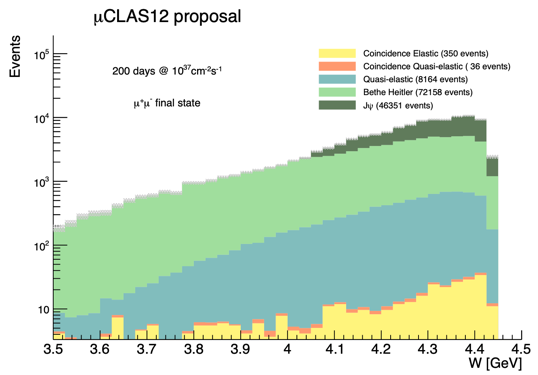 μCLAS12 proposal
Events
200 days @ 10³⁷cm⁻²s⁻¹
μ⁺μ⁻ final state
Coincidence Elastic (350 events)
Coincidence Quasi-elastic ( 36 events)
Quasi-elastic (8164 events)
Bethe Heitler (72158 events)
Jψ (46351 events)
10⁵
10⁴
10³
10²
10
3.5 3.6 3.7 3.8 3.9 4 4.1 4.2 4.3 4.4 4.5
W [GeV]